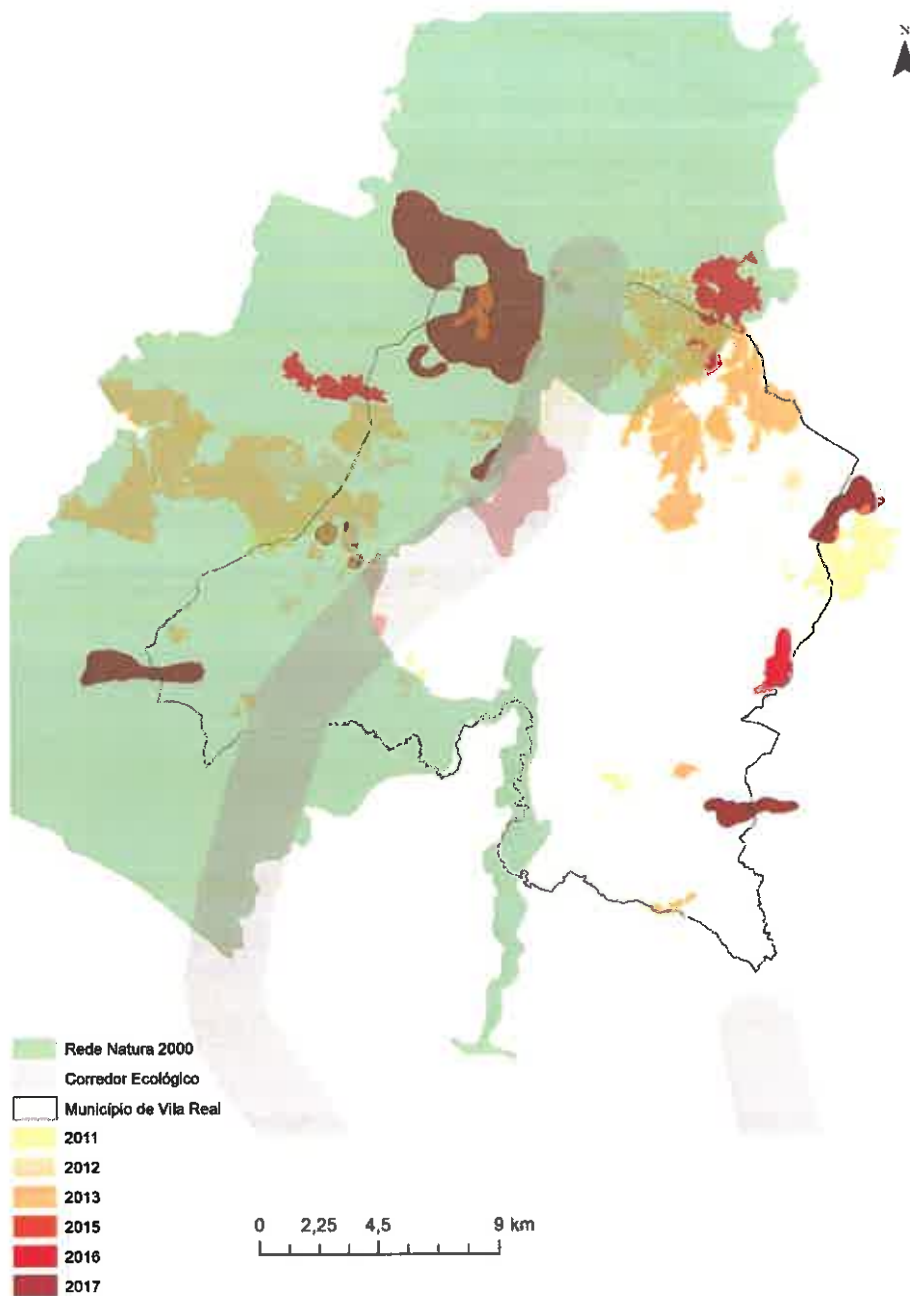 N
Rede Natura 2000
Corredor Ecológico
Município de Vila Real
2011
2012
2013
2015
2016
2017
0 2,25 4,5 9 km